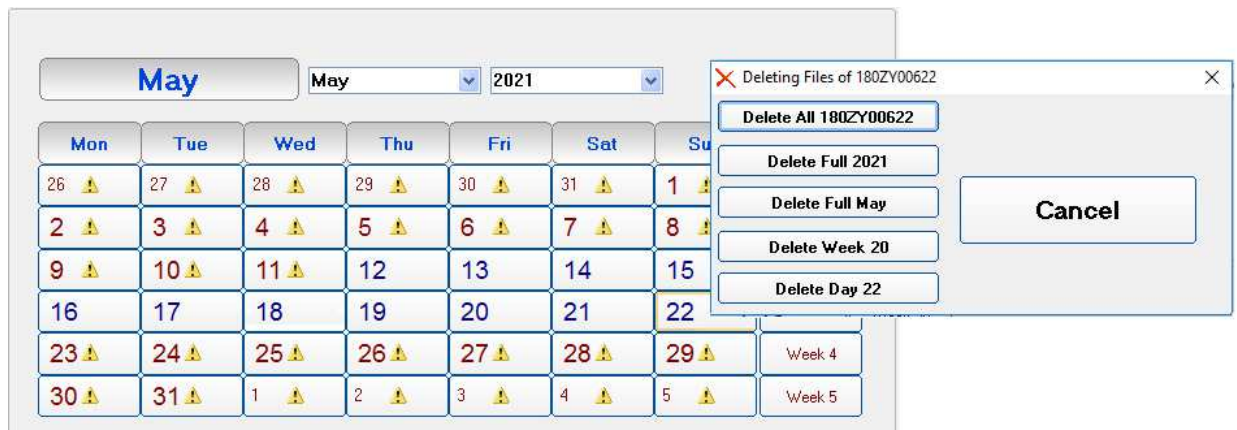 May
May
2021
Mon Tue Wed Thu Fri Sat
26 27 28 29 30 31 1
2 3 4 5 6 7 8
9 10 11 12 13 14 15
16 17 18 19 20 21 22
23 24 25 26 27 28 29 Week 4
30 31 1 2 3 4 5 Week 5
Deleting Files of 180ZY00622
Delete All 180ZY00622
Delete Full 2021
Delete Full May
Delete Week 20
Delete Day 22
Cancel